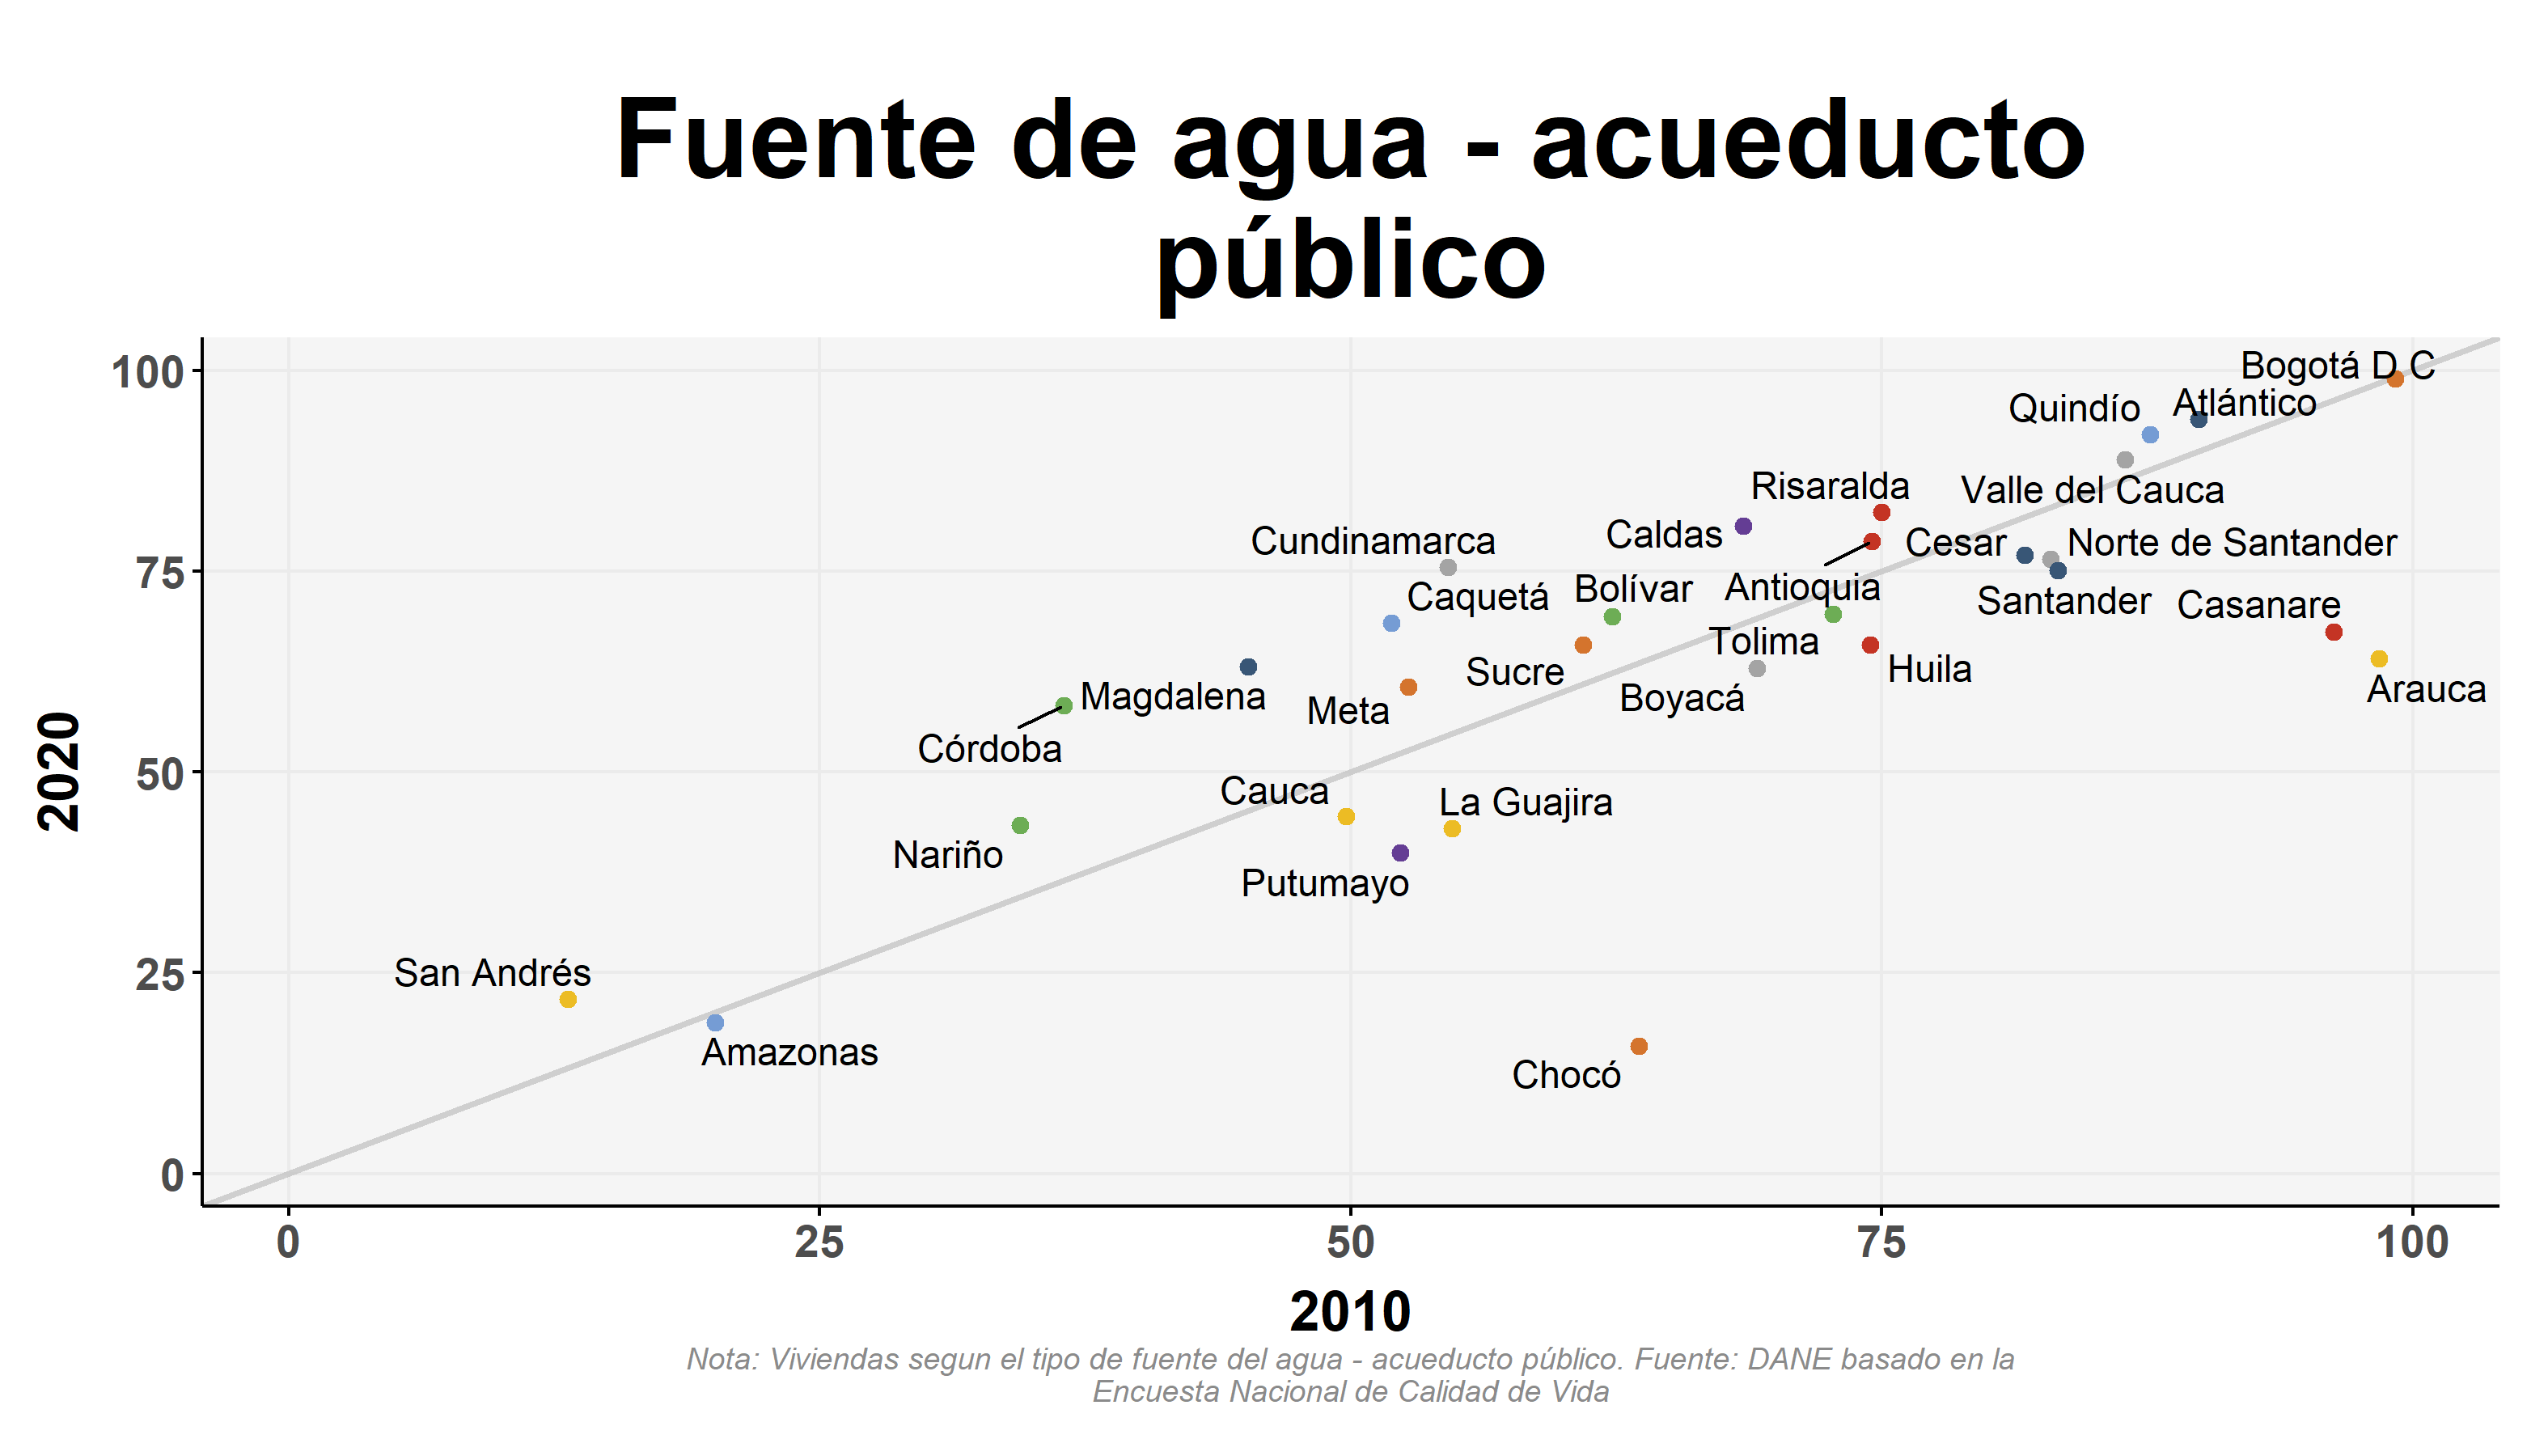 Fuente de agua - acueducto
público
2020
100
75
50
25
0
Bogotá D C
Quindío
Atlántico
Risaralda
Valle del Cauca
Cundinamarca
Caldas
Cesar
Norte de Santander
Caquetá
Bolívar
Antioquia
Santander
Casanare
Sucre
Tolima
Huila
Magdalena
Meta
Boyacá
Arauca
Córdoba
Cauca
La Guajira
Nariño
Putumayo
San Andrés
Amazonas
Chocó
0
25
50
75
100
2010
Nota: Viviendas segun el tipo de fuente del agua - acueducto público. Fuente: DANE basado en la
Encuesta Nacional de Calidad de Vida